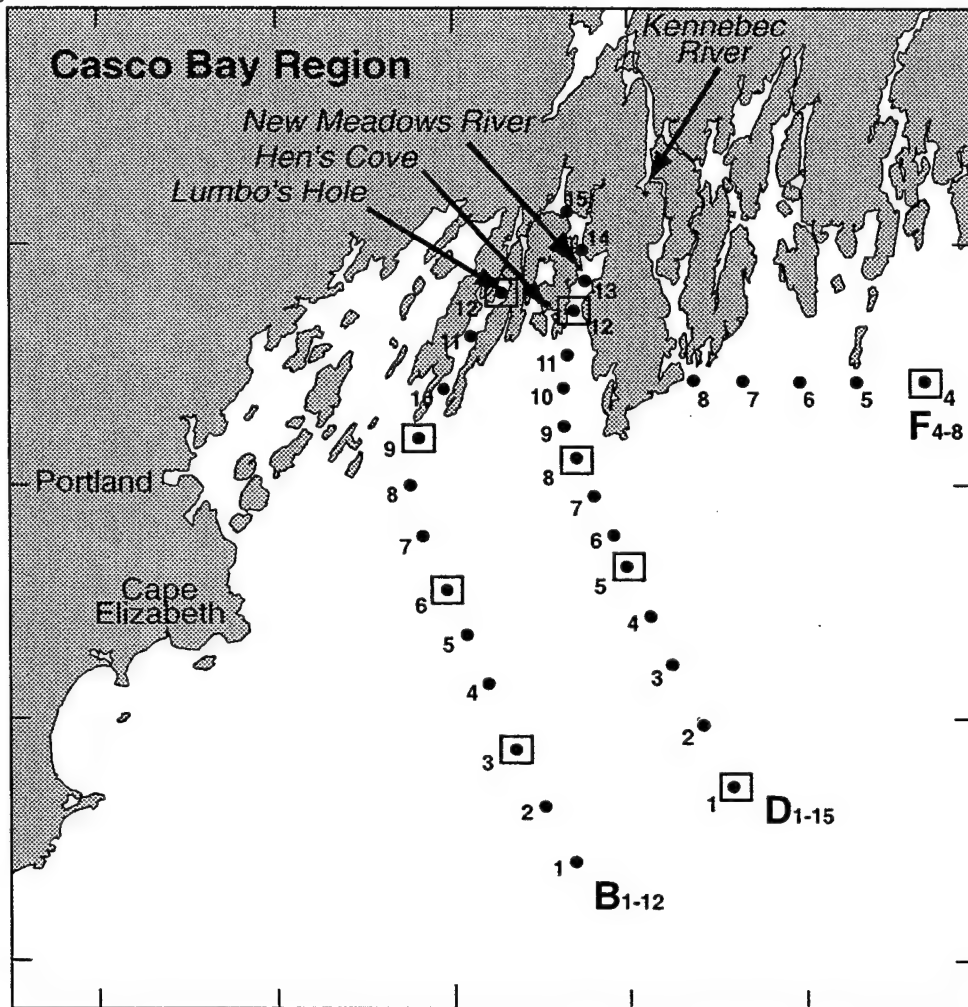 Casco Bay Region
Kennebec
River
New Meadows River
Hen's Cove
Lumbo's Hole
15
14
13
12
12
11
11
10
10
8
7
6
5
4
F4-8
9
9
8
8
7
7
6
5
6
5
4
4
3
3
2
2
1
1
D1-15
B1-12
Portland
Cape
Elizabeth